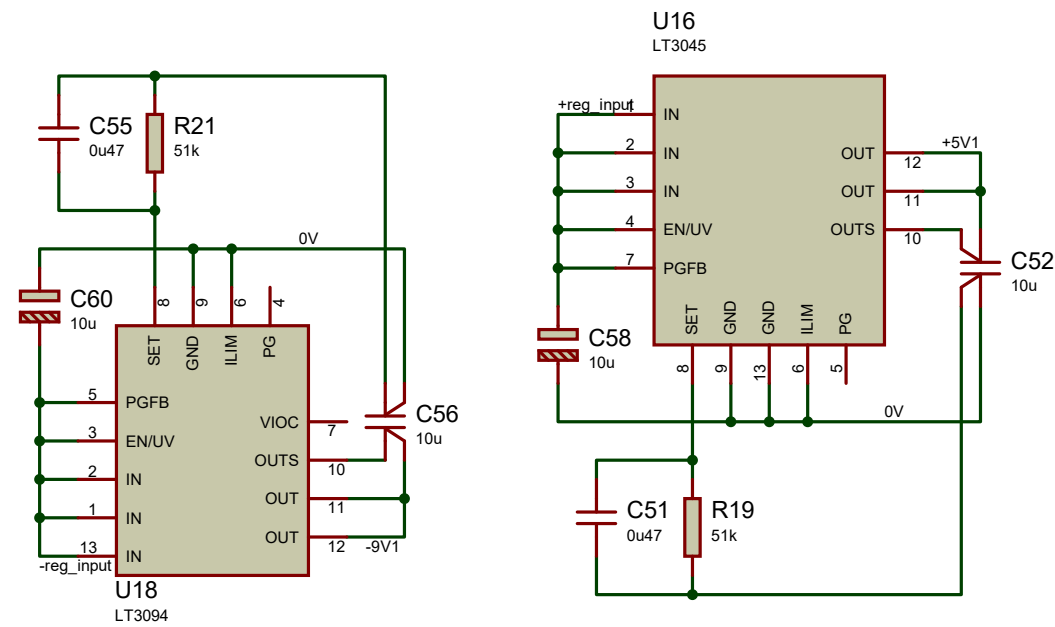 U16
LT3045
C55
0u47
R21
51k
+reg_input
1
IN
2
IN
3
IN
4
EN/UV
7
PGFB
OUT
12
+5V1
OUT
11
OUTS
10
C52
10u
SET
GND
GND
ILIM
PG
8
9
13
6
5
C58
10u
0V
C51
0u47
R19
51k
0V
C60
10u
8
9
6
4
SET
GND
ILIM
PG
5
PGFB
3
EN/UV
2
IN
1
IN
13
IN
-reg_input
VIOC
7
OUTS
10
OUT
11
OUT
12
-9V1
C56
10u
U18
LT3094